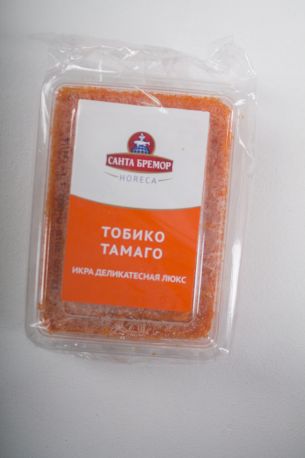 САНТА БРЕМОР
HORECA
ТОБИКО
ТАМАГО
ИКРА ДЕЛИКАТЕСНАЯ ЛЮКС